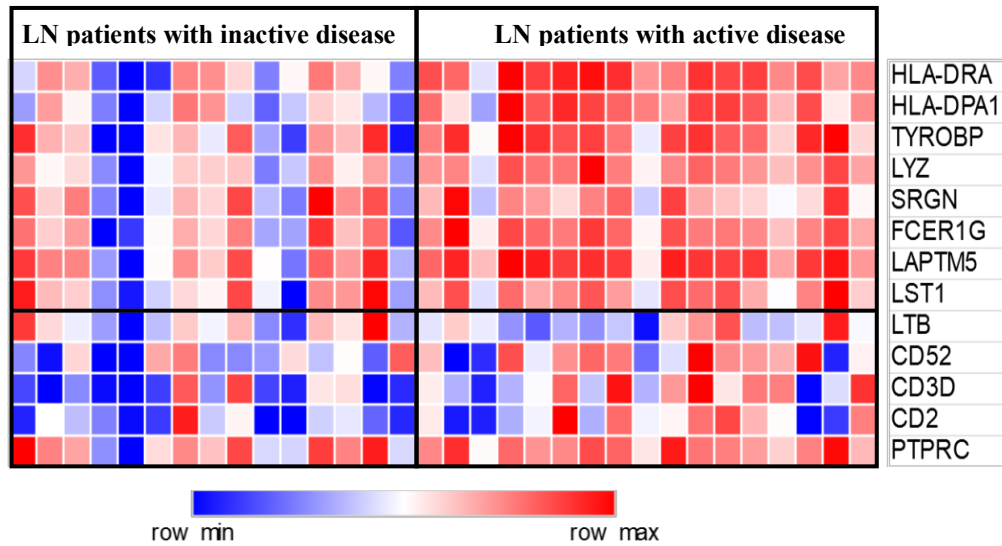 LN patients with inactive disease
LN patients with active disease
HLA-DRA
HLA-DPA1
TYROBP
LYZ
SRGN
FCER1G
LAPTM5
LST1
LTB
CD52
CD3D
CD2
PTPRC
row min
row max